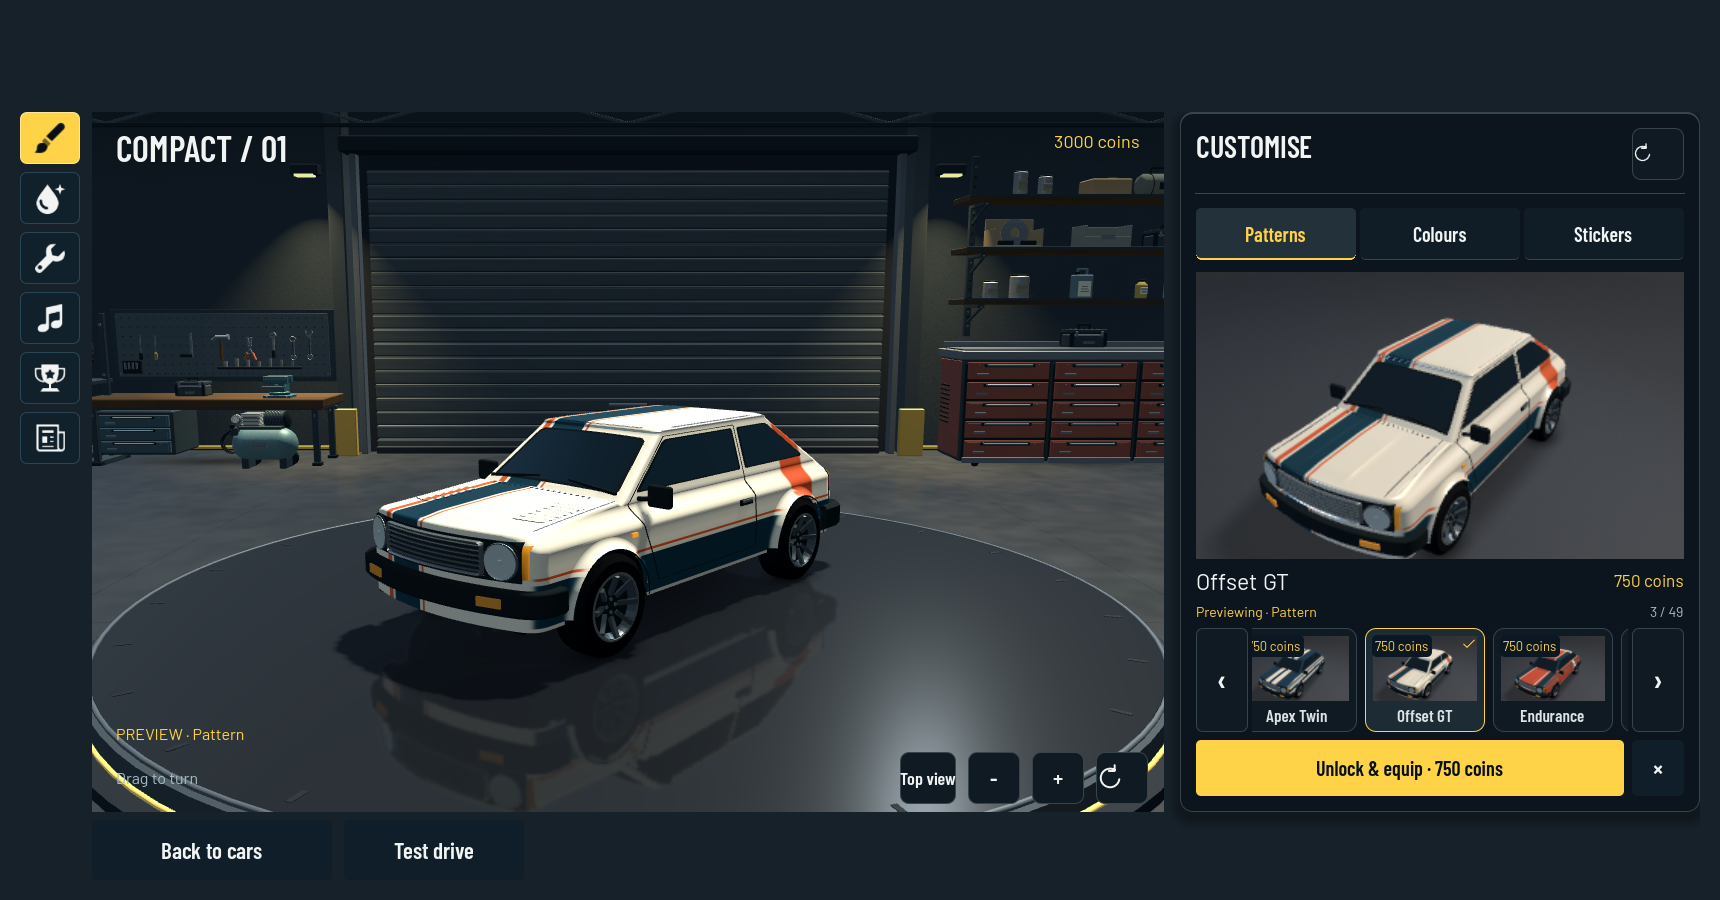 COMPACT / 01
3000 coins
PREVIEW · Pattern
Drag to turn
Top view
-
+
Back to cars
Test drive
CUSTOMISE
Patterns
Colours
Stickers
Offset GT
750 coins
Previewing · Pattern
3 / 49
‹
50 coins
Apex Twin
750 coins
Offset GT
750 coins
Endurance
›
Unlock & equip · 750 coins
×